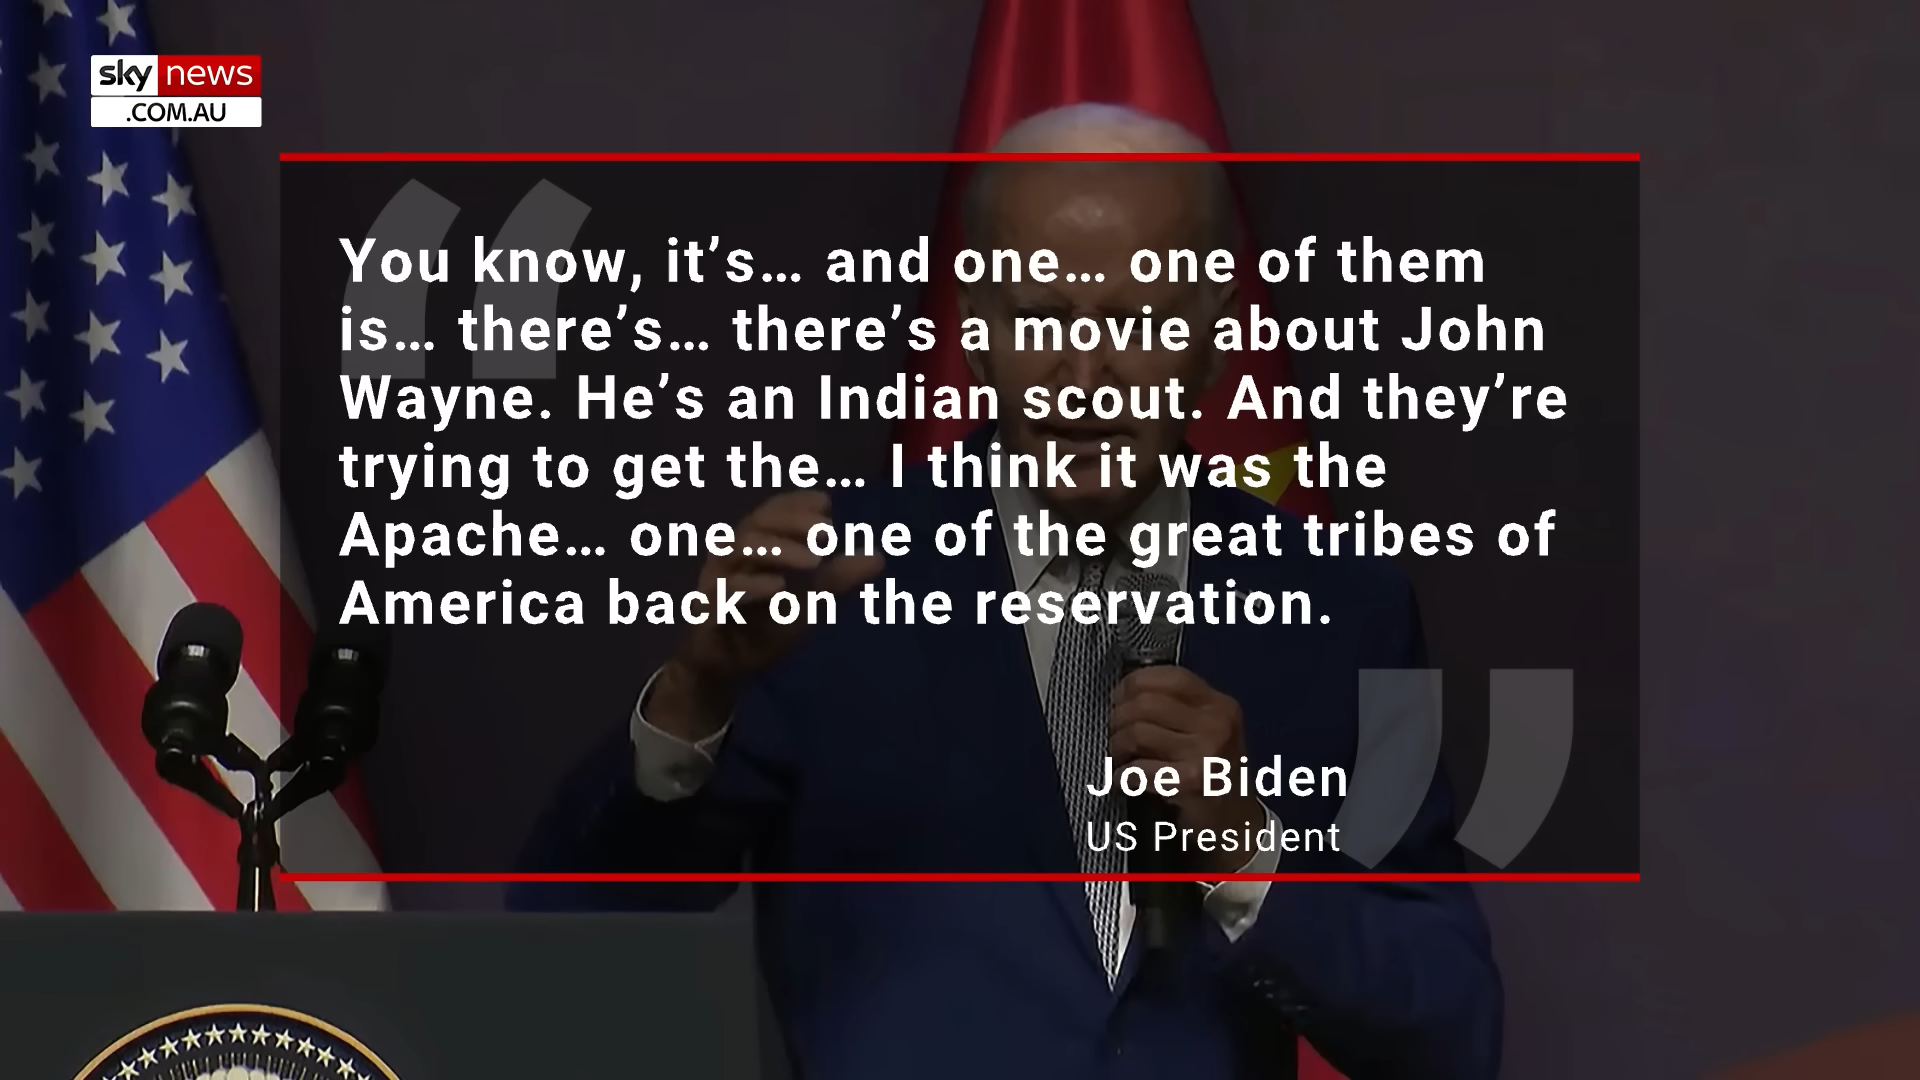 sky news
.COM.AU
You know, it’s… and one… one of them
is… there’s… there’s a movie about John
Wayne. He’s an Indian scout. And they’re
trying to get the… I think it was the
Apache… one… one of the great tribes of
America back on the reservation.
Joe Biden
US President